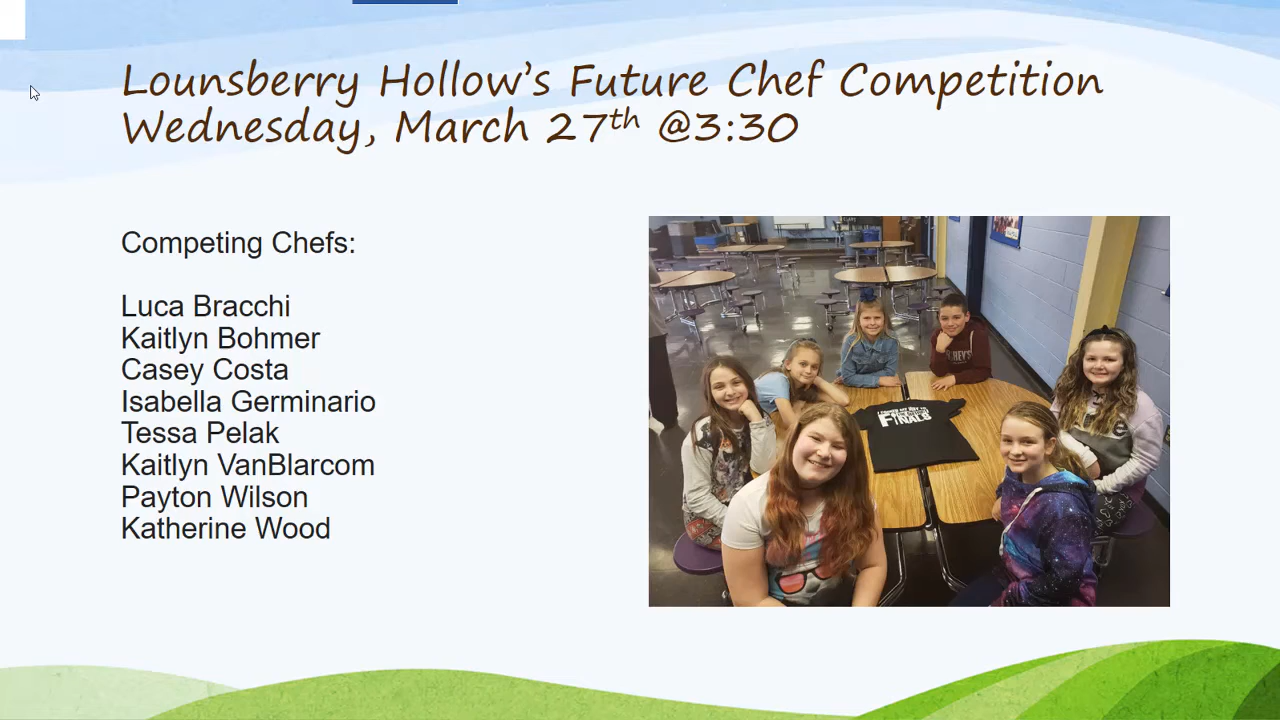 Lounsberry Hollow's Future Chef Competition
Wednesday, March 27th @3:30
Competing Chefs:
Luca Bracchi
Kaitlyn Bohmer
Casey Costa
Isabella Germinario
Tessa Pelak
Kaitlyn VanBlarcom
Payton Wilson
Katherine Wood
FINALS